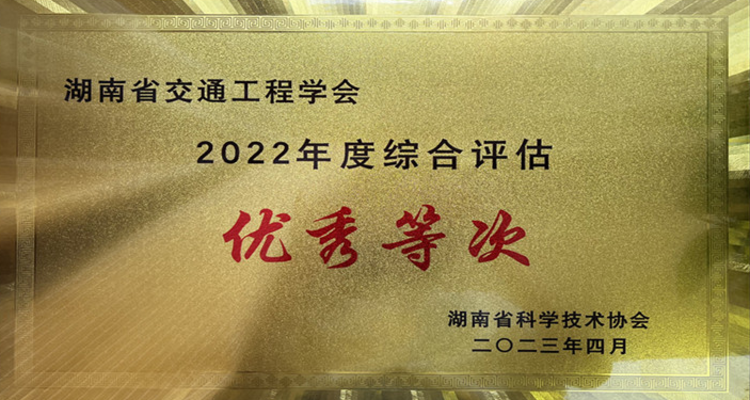 湖南省交通工程学会
2022年度综合评估
优秀等次
湖南省科学技术协会
二〇二三年四月